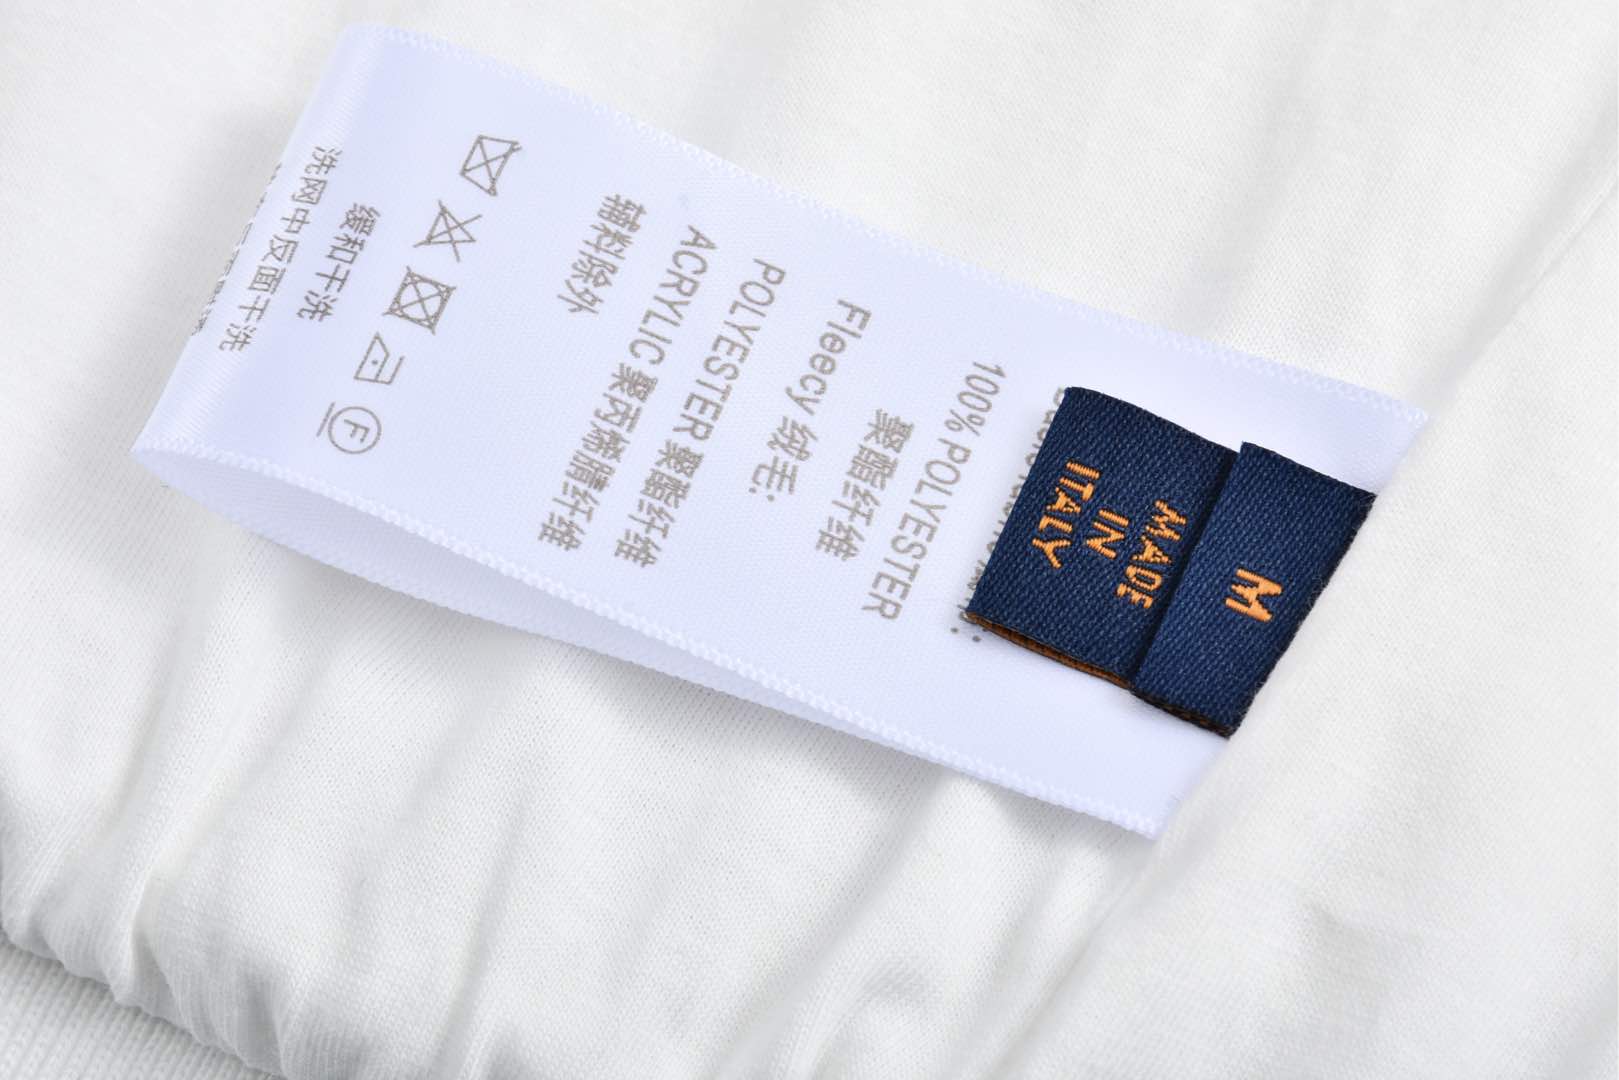 M
MADE
IN
ITALY
100% POLYESTER
聚酯纤维
Fleecy 绒毛:
POLYESTER 聚酯纤维
ACRYLIC 聚丙烯腈纤维
辅料除外
F
缓和干洗
洗网中反面干洗